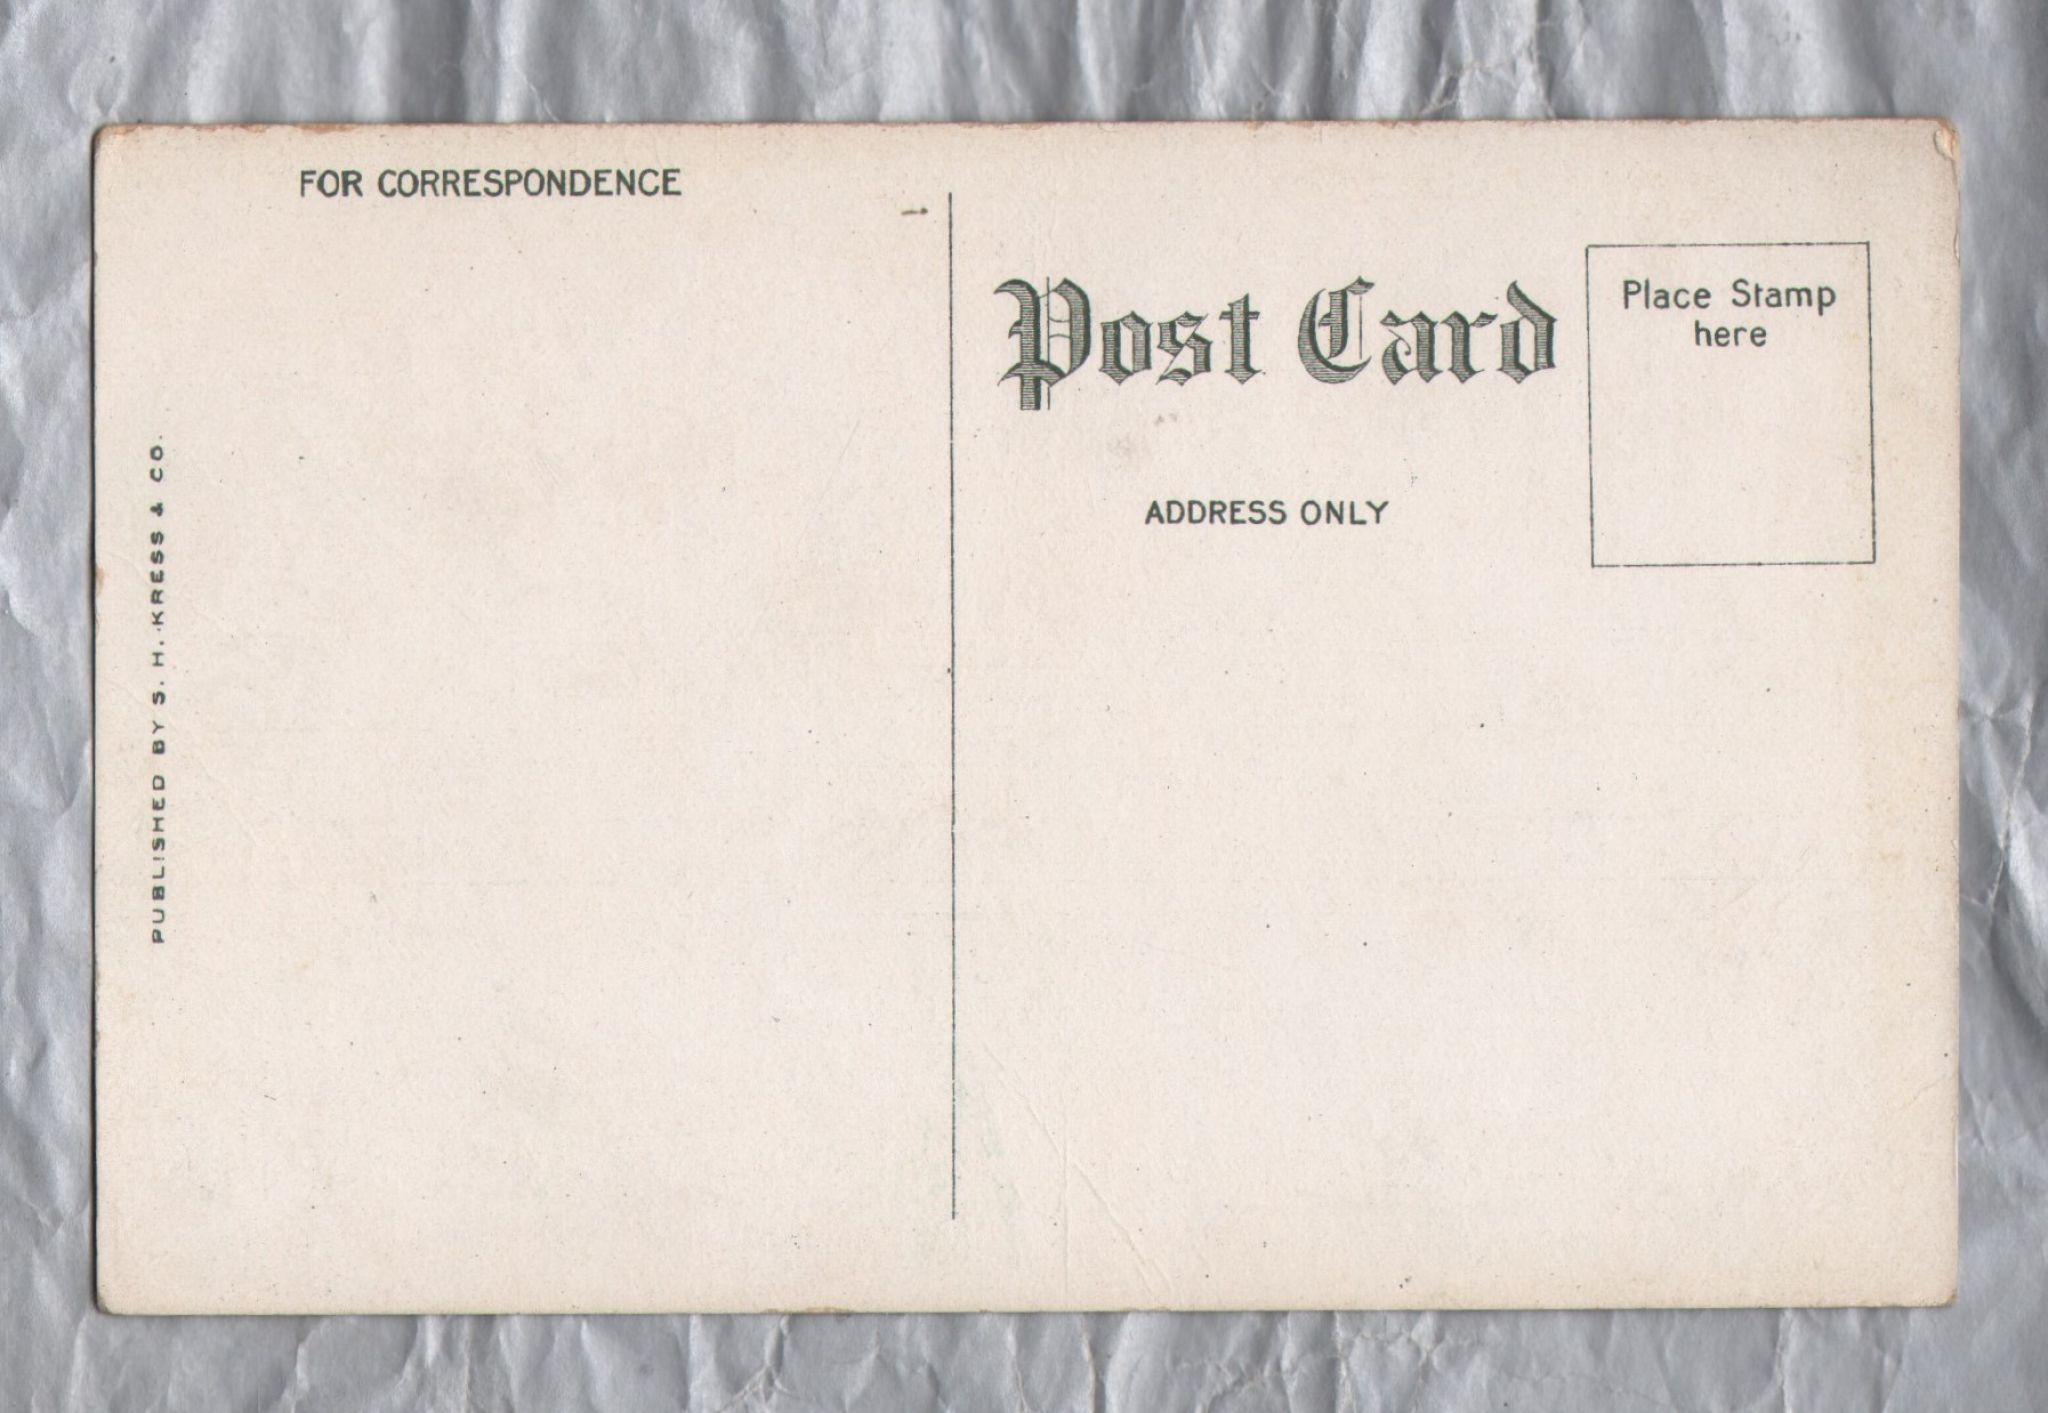 FOR CORRESPONDENCE
PUBLISHED BY S. H. KRESS & CO.
Post Card
ADDRESS ONLY
Place Stamp
here